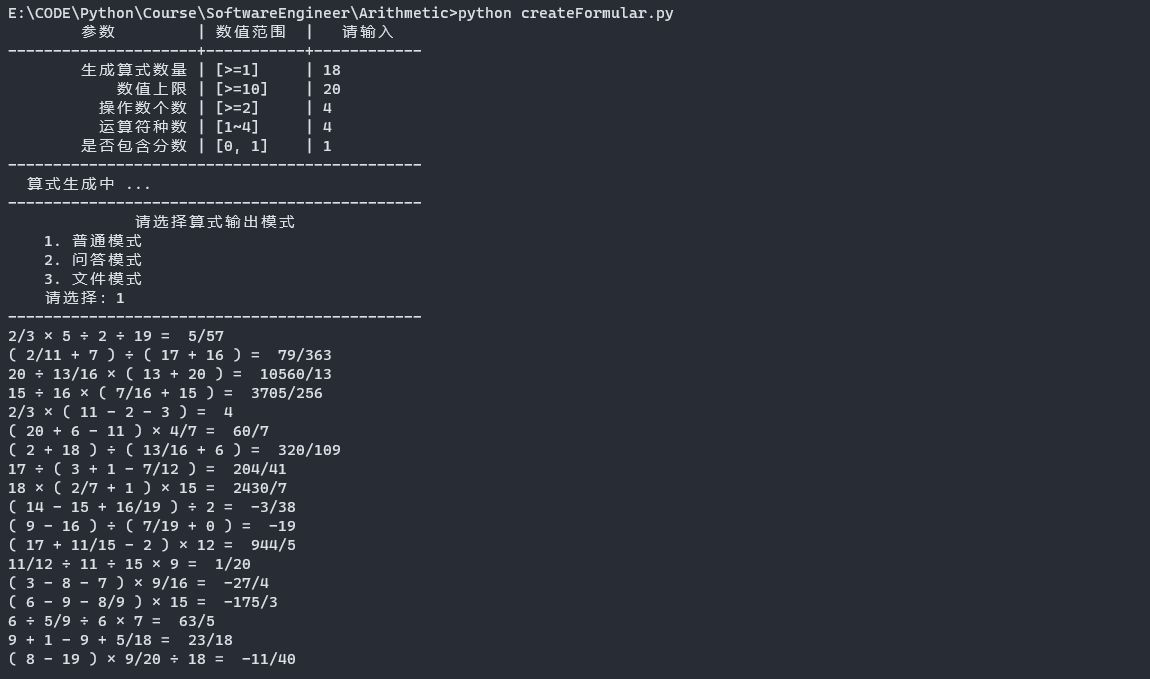 E:\CODE\Python\Course\SoftwareEngineer\Arithmetic>python createFormular.py
参数 | 数值范围 | 请输入
---------------------+-----------+------------
生成算式数量 | [>=1] | 18
数值上限 | [>=10] | 20
操作数个数 | [>=2] | 4
运算符种数 | [1~4] | 4
是否包含分数 | [0, 1] | 1
----------------------------------------------
算式生成中 ...
----------------------------------------------
请选择算式输出模式
1. 普通模式
2. 问答模式
3. 文件模式
请选择: 1
----------------------------------------------
2/3 × 5 ÷ 2 ÷ 19 =  5/57
( 2/11 + 7 ) ÷ ( 17 + 16 ) =  79/363
20 ÷ 13/16 × ( 13 + 20 ) =  10560/13
15 ÷ 16 × ( 7/16 + 15 ) =  3705/256
2/3 × ( 11 - 2 - 3 ) =  4
( 20 + 6 - 11 ) × 4/7 =  60/7
( 2 + 18 ) ÷ ( 13/16 + 6 ) =  320/109
17 ÷ ( 3 + 1 - 7/12 ) =  204/41
18 × ( 2/7 + 1 ) × 15 =  2430/7
( 14 - 15 + 16/19 ) ÷ 2 =  -3/38
( 9 - 16 ) ÷ ( 7/19 + 0 ) =  -19
( 17 + 11/15 - 2 ) × 12 =  944/5
11/12 ÷ 11 ÷ 15 × 9 =  1/20
( 3 - 8 - 7 ) × 9/16 =  -27/4
( 6 - 9 - 8/9 ) × 15 =  -175/3
6 ÷ 5/9 ÷ 6 × 7 =  63/5
9 + 1 - 9 + 5/18 =  23/18
( 8 - 19 ) × 9/20 ÷ 18 =  -11/40